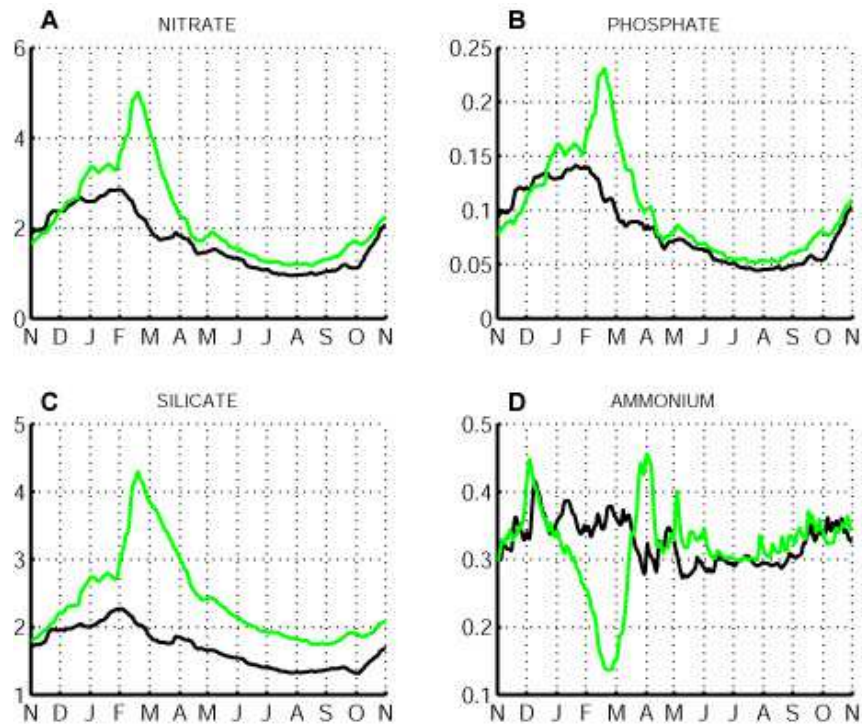 A NITRATE
6
4
2
0
N D J F M A M J J A S O N
B PHOSPHATE
0.25
0.2
0.15
0.1
0.05
0
N D J F M A M J J A S O N
C SILICATE
5
4
3
2
1
N D J F M A M J J A S O N
D AMMONIUM
0.5
0.4
0.3
0.2
0.1
N D J F M A M J J A S O N